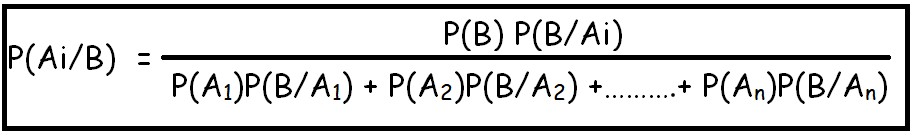 P(Ai/B) = P(B) P(B/Ai)
P(A₁)P(B/A₁) + P(A₂)P(B/A₂) +..........+ P(Aₙ)P(B/Aₙ)